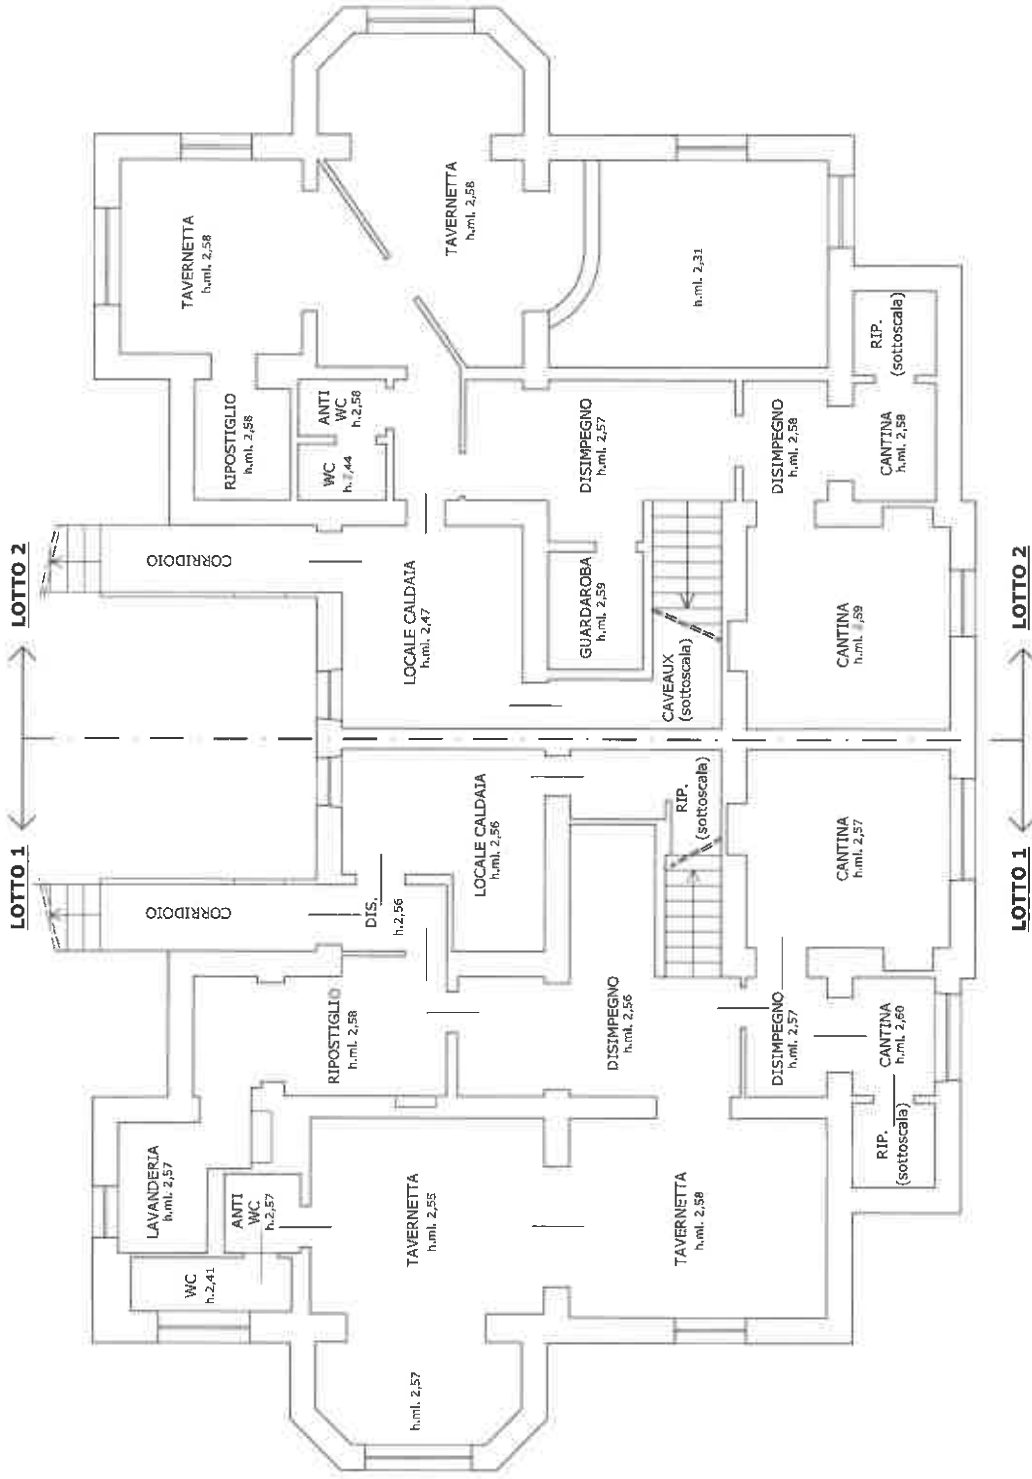 LOTTO 1
LOTTO 2
CORRIDOIO
CORRIDOIO
LAVANDERIA
h.ml. 2,57
WC
h.2,41
ANTI
WC
h.2,57
RIPOSTIGLIO
h.ml. 2,58
DIS.
h.2,56
TAVERNETTA
h.ml. 2,55
h.ml. 2,57
LOCALE CALDAIA
h.ml. 2,56
DISIMPEGNO
h.ml. 2,56
TAVERNETTA
h.ml. 2,58
RIP.
(sottoscala)
DISIMPEGNO
h.ml. 2,57
CANTINA
h.ml. 2,57
RIP.
(sottoscala)
CANTINA
h.ml. 2,60
TAVERNETTA
h.ml. 2,58
RIPOSTIGLIO
h.ml. 2,58
WC
h.
ANTI
WC
h.2,58
LOCALE CALDAIA
h.ml. 2,47
TAVERNETTA
h.ml. 2,58
GUARDAROBA
h.ml. 2,59
DISIMPEGNO
h.ml. 2,57
CAVEAUX
(sottoscala)
h.ml. 2,31
DISIMPEGNO
h.ml. 2,58
CANTINA
h.ml.
CANTINA
h.ml. 2,58
RIP.
(sottoscala)
LOTTO 1
LOTTO 2